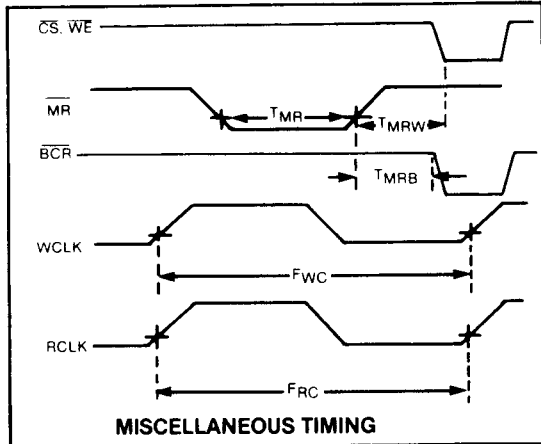 CS, WE
MR
TMR
TMRW
BCR
TMRB
WCLK
FWC
RCLK
FRC
MISCELLANEOUS TIMING